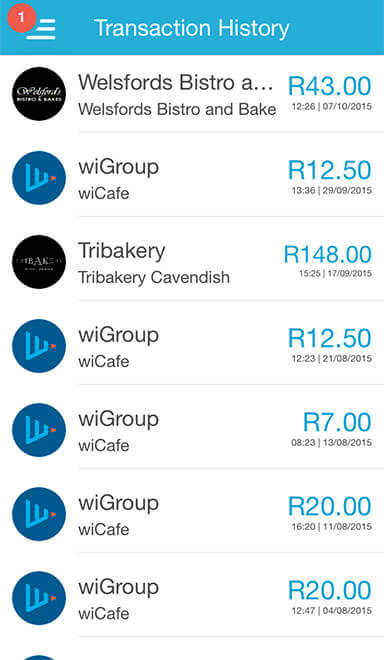 1
Transaction History
Welsford's
BISTRO & BAKES
Welsfords Bistro a...
R43.00
Welsfords Bistro and Bake
12:26 | 07/10/2015
wiGroup
R12.50
wiCafe
13:36 | 29/09/2015
Tribakery
R148.00
Tribakery Cavendish
15:25 | 17/09/2015
wiGroup
R12.50
wiCafe
12:23 | 21/08/2015
wiGroup
R7.00
wiCafe
08:23 | 13/08/2015
wiGroup
R20.00
wiCafe
16:20 | 11/08/2015
wiGroup
R20.00
wiCafe
12:47 | 04/08/2015